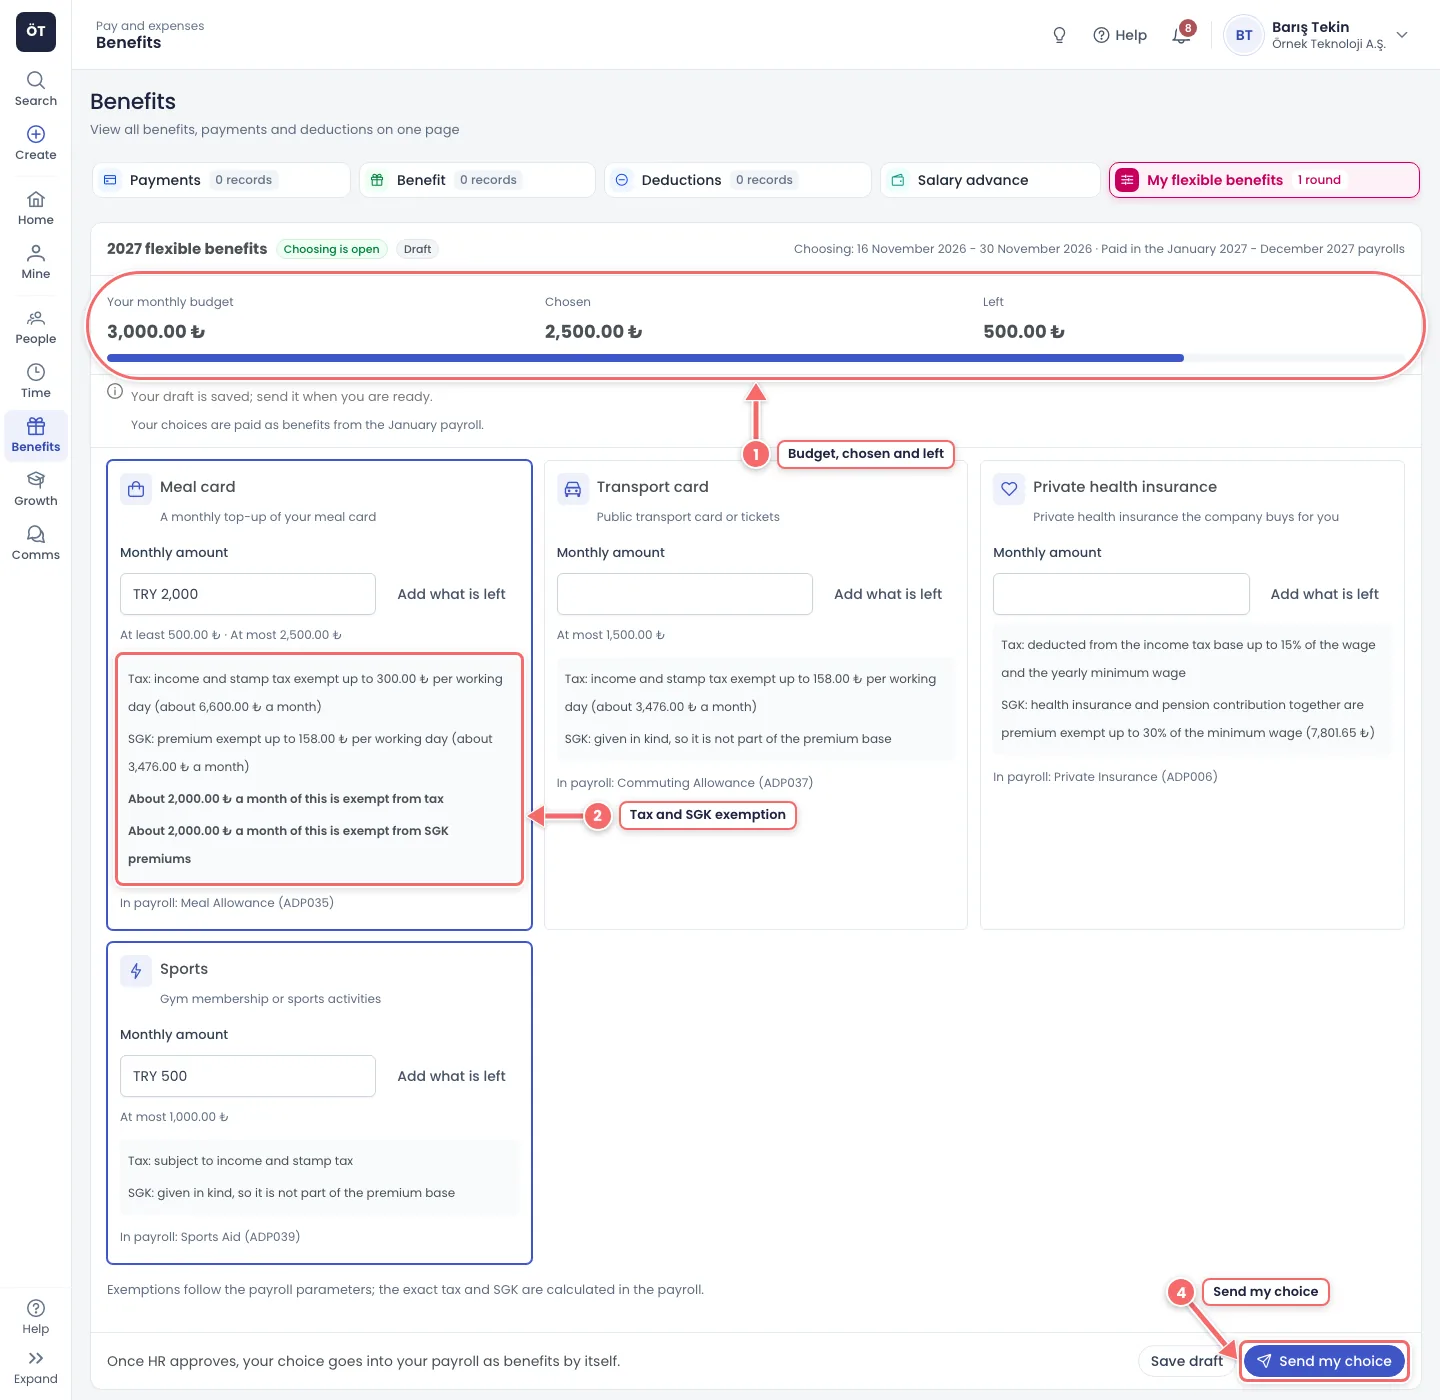 ÖT
Search
Create
Home
Mine
People
Time
Benefits
Growth
Comms
Help
Expand
Pay and expenses
Benefits
Help
8
BT
Barış Tekin
Örnek Teknoloji A.Ş.
Benefits
View all benefits, payments and deductions on one page
Payments 0 records
Benefit 0 records
Deductions 0 records
Salary advance
My flexible benefits 1 round
2027 flexible benefits Choosing is open Draft
Choosing: 16 November 2026 - 30 November 2026 · Paid in the January 2027 - December 2027 payrolls
Your monthly budget
3,000.00 ₺
Chosen
2,500.00 ₺
Left
500.00 ₺
Your draft is saved; send it when you are ready.
Your choices are paid as benefits from the January payroll.
1 Budget, chosen and left
Meal card
A monthly top-up of your meal card
Monthly amount
TRY 2,000 Add what is left
At least 500.00 ₺ · At most 2,500.00 ₺
Tax: income and stamp tax exempt up to 300.00 ₺ per working
day (about 6,600.00 ₺ a month)
SGK: premium exempt up to 158.00 ₺ per working day (about
3,476.00 ₺ a month)
About 2,000.00 ₺ a month of this is exempt from tax
About 2,000.00 ₺ a month of this is exempt from SGK
premiums
In payroll: Meal Allowance (ADP035)
Transport card
Public transport card or tickets
Monthly amount
Add what is left
At most 1,500.00 ₺
Tax: income and stamp tax exempt up to 158.00 ₺ per working
day (about 3,476.00 ₺ a month)
SGK: given in kind, so it is not part of the premium base
In payroll: Commuting Allowance (ADP037)
2 Tax and SGK exemption
Private health insurance
Private health insurance the company buys for you
Monthly amount
Add what is left
Tax: deducted from the income tax base up to 15% of the wage
and the yearly minimum wage
SGK: health insurance and pension contribution together are
premium exempt up to 30% of the minimum wage (7,801.65 ₺)
In payroll: Private Insurance (ADP006)
Sports
Gym membership or sports activities
Monthly amount
TRY 500 Add what is left
At most 1,000.00 ₺
Tax: subject to income and stamp tax
SGK: given in kind, so it is not part of the premium base
In payroll: Sports Aid (ADP039)
Exemptions follow the payroll parameters; the exact tax and SGK are calculated in the payroll.
4 Send my choice
Once HR approves, your choice goes into your payroll as benefits by itself.
Save draft
Send my choice